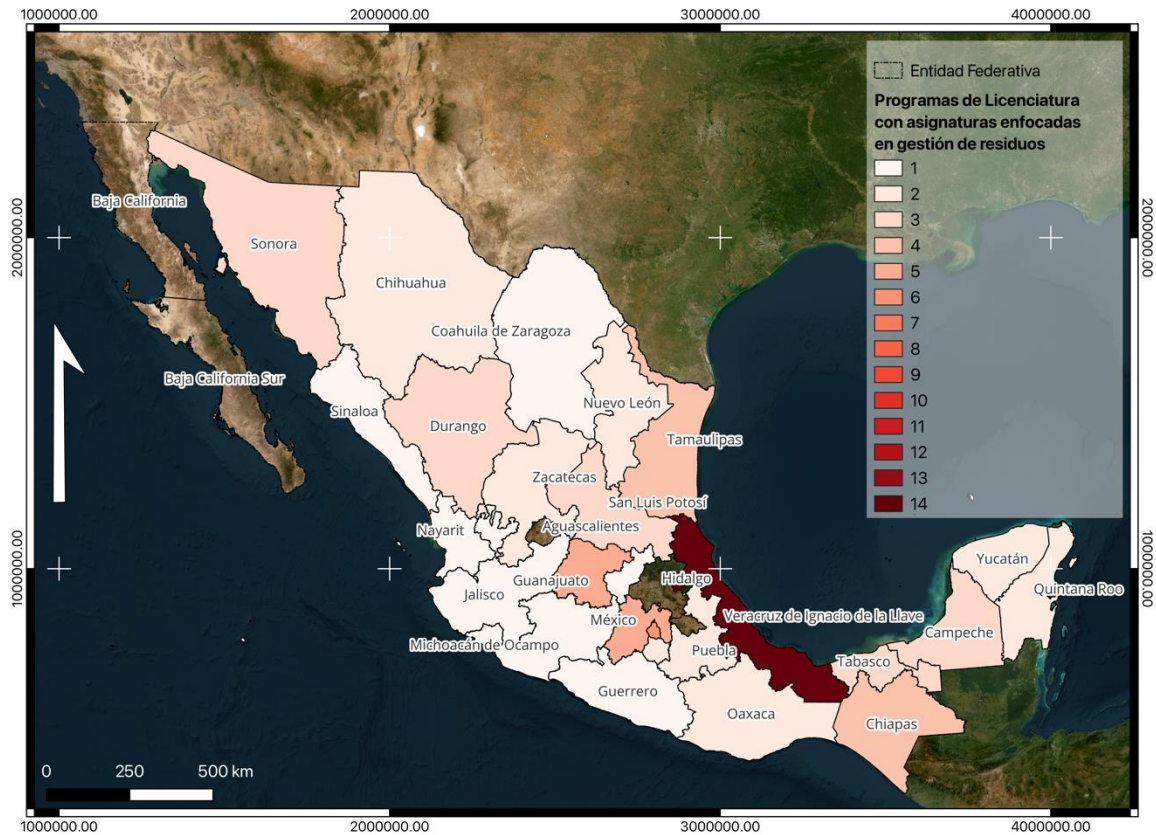 1000000.00
2000000.00
3000000.00
4000000.00
Entidad Federativa
Programas de Licenciatura
con asignaturas enfocadas
en gestión de residuos
1
2
3
4
5
6
7
8
9
10
11
12
13
14
2000000.00
2000000.00
1000000.00
1000000.00
Baja California
Sonora
Chihuahua
Coahuila de Zaragoza
Baja California Sur
Sinaloa
Nuevo León
Durango
Tamaulipas
Zacatecas
San Luis Potosí
Nayarit
Aguascalientes
Guanajuato
Hidalgo
Jalisco
Yucatán
Quintana Roo
México
Veracruz de Ignacio de la Llave
Michoacán de Ocampo
Puebla
Campeche
Tabasco
Guerrero
Oaxaca
Chiapas
0
250
500 km
1000000.00
2000000.00
3000000.00
4000000.00